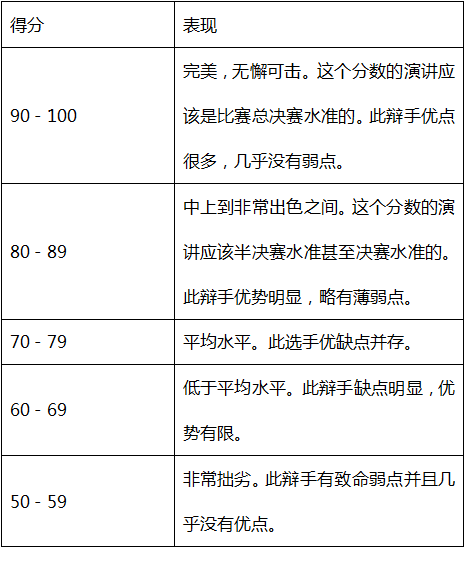 得分 表现
90 - 100
完美，无懈可击。这个分数的演讲应
该是比赛总决赛水准的。此辩手优点
很多，几乎没有弱点。
80 - 89
中上到非常出色之间。这个分数的演
讲应该半决赛水准甚至决赛水准的。
此辩手优势明显，略有薄弱点。
70 - 79 平均水平。此选手优缺点并存。
60 - 69
低于平均水平。此辩手缺点明显，优
势有限。
50 - 59
非常拙劣。此辩手有致命弱点并且几
乎没有优点。